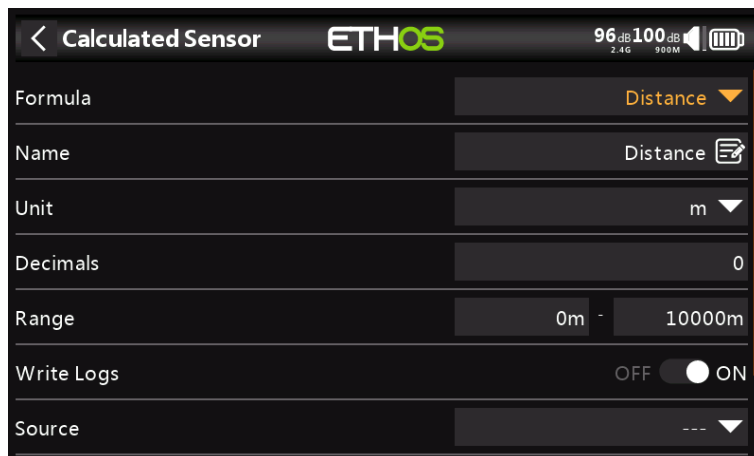 Calculated Sensor ETHOS 96dB 2.4G 100dB 900M
Formula Distance
Name Distance
Unit m
Decimals 0
Range 0m - 10000m
Write Logs OFF ON
Source ---